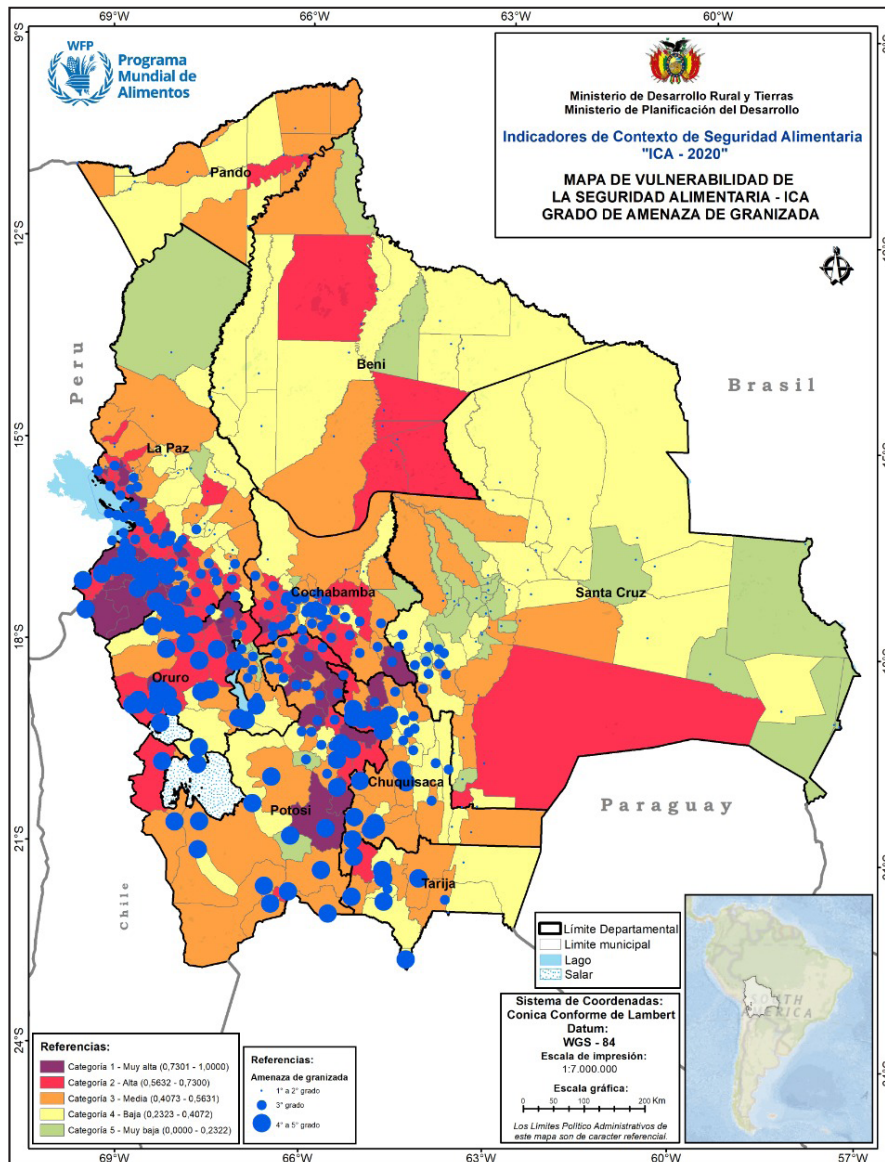 69°W
66°W
63°W
60°W
9°S
WFP
Programa
Mundial de
Alimentos
Ministerio de Desarrollo Rural y Tierras
Ministerio de Planificación del Desarrollo
Indicadores de Contexto de Seguridad Alimentaria
"ICA - 2020"
MAPA DE VULNERABILIDAD DE
LA SEGURIDAD ALIMENTARIA - ICA
GRADO DE AMENAZA DE GRANIZADA
Pando
12°S
Peru
Beni
Brasil
15°S
La Paz
Cochabamba
Santa Cruz
18°S
Oruro
Chuquisaca
Potosí
Paraguay
21°S
Tarija
Chile
Límite Departamental
Limite municipal
Lago
Salar
SOUTH
AMERICA
Sistema de Coordenadas:
Conica Conforme de Lambert
Datum:
WGS - 84
Escala de impresión:
1:7.000.000
Escala gráfica:
0 50 100 200 Km
Los Límites Político Administrativos de
este mapa son de caracter referencial.
24°S
Referencias:
Categoría 1 - Muy alta (0,7301 - 1,0000)
Categoría 2 - Alta (0,5632 - 0,7300)
Categoría 3 - Media (0,4073 - 0,5631)
Categoría 4 - Baja (0,2323 - 0,4072)
Categoría 5 - Muy baja (0,0000 - 0,2322)
Referencias:
Amenaza de granizada
1° a 2° grado
3° grado
4° a 5° grado
69°W
66°W
63°W
60°W
57°W